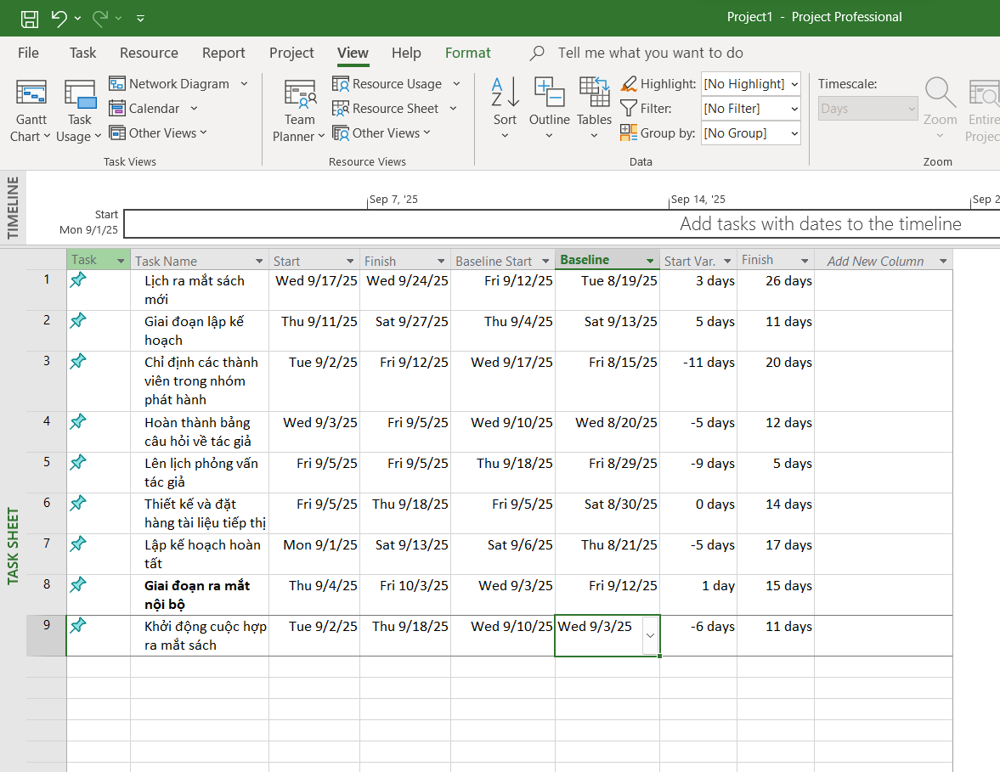 Project1 - Project Professional
File Task Resource Report Project View Help Format Tell me what you want to do
Gantt Chart
Task Usage
Network Diagram
Calendar
Other Views
Task Views
Team Planner
Resource Usage
Resource Sheet
Other Views
Resource Views
Sort
Outline
Tables
Highlight: [No Highlight]
Filter: [No Filter]
Group by: [No Group]
Data
Timescale:
Days
Zoom
Entire
Projec
Zoom
TIMELINE
Sep 7, '25 Sep 14, '25 Sep 2
Start
Mon 9/1/25
Add tasks with dates to the timeline
TASK SHEET
Task Task Name Start Finish Baseline Start Baseline Start Var. Finish Add New Column
1 Lịch ra mắt sách Wed 9/17/25 Wed 9/24/25 Fri 9/12/25 Tue 8/19/25 3 days 26 days
mới
2 Giai đoạn lập kế Thu 9/11/25 Sat 9/27/25 Thu 9/4/25 Sat 9/13/25 5 days 11 days
hoạch
3 Chỉ định các thành Tue 9/2/25 Fri 9/12/25 Wed 9/17/25 Fri 8/15/25 -11 days 20 days
viên trong nhóm
phát hành
4 Hoàn thành bảng Wed 9/3/25 Fri 9/5/25 Wed 9/10/25 Wed 8/20/25 -5 days 12 days
câu hỏi về tác giả
5 Lên lịch phỏng vấn Fri 9/5/25 Fri 9/5/25 Thu 9/18/25 Fri 8/29/25 -9 days 5 days
tác giả
6 Thiết kế và đặt Fri 9/5/25 Thu 9/18/25 Fri 9/5/25 Sat 8/30/25 0 days 14 days
hàng tài liệu tiếp thị
7 Lập kế hoạch hoàn Mon 9/1/25 Sat 9/13/25 Sat 9/6/25 Thu 8/21/25 -5 days 17 days
tất
8 Giai đoạn ra mắt Thu 9/4/25 Fri 10/3/25 Wed 9/3/25 Fri 9/12/25 1 day 15 days
nội bộ
9 Khởi động cuộc họp Tue 9/2/25 Thu 9/18/25 Wed 9/10/25 Wed 9/3/25 -6 days 11 days
ra mắt sách